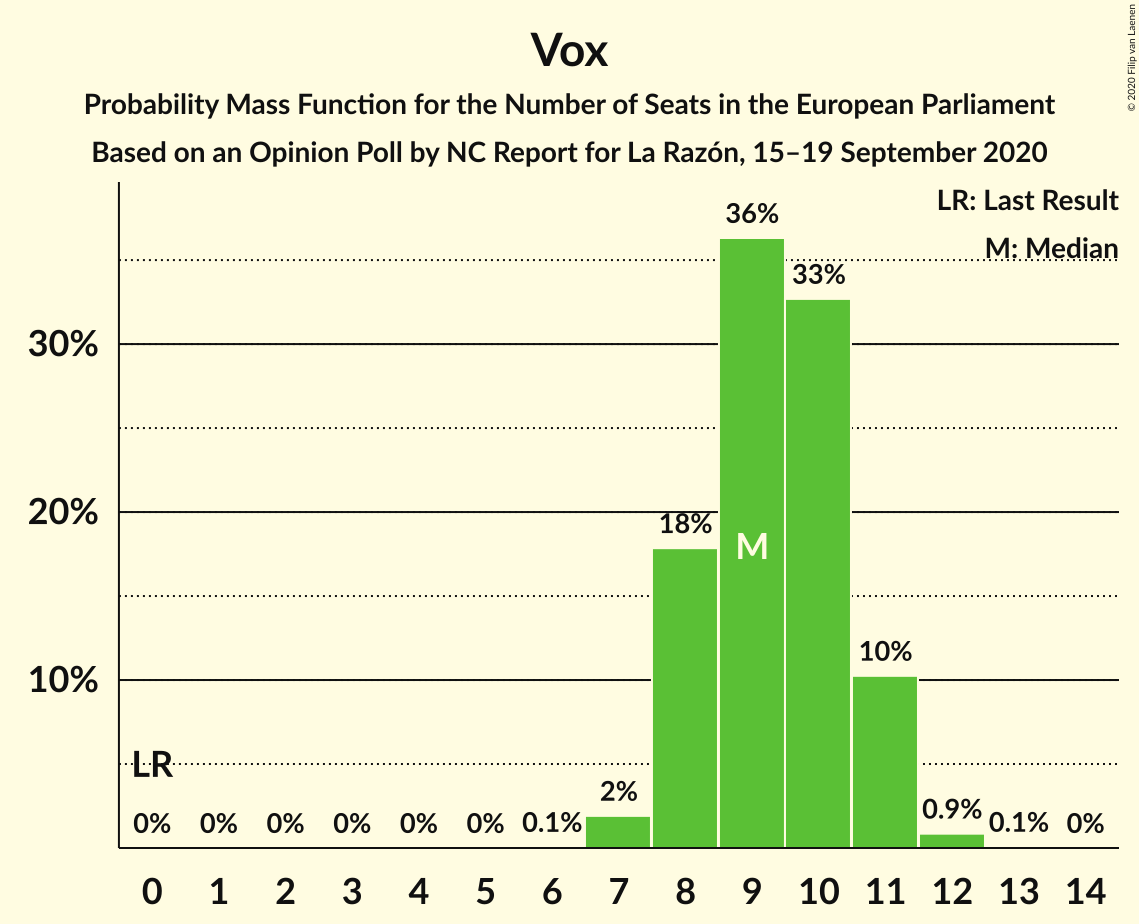 Vox
Probability Mass Function for the Number of Seats in the European Parliament
Based on an Opinion Poll by NC Report for La Razón, 15–19 September 2020
© 2020 Filip van Laenen
LR: Last Result
M: Median
36%
33%
30%
20%
18%
M
10%
10%
LR
2%
0% 0% 0% 0% 0% 0% 0.1% 0.9% 0.1% 0%
0 1 2 3 4 5 6 7 8 9 10 11 12 13 14